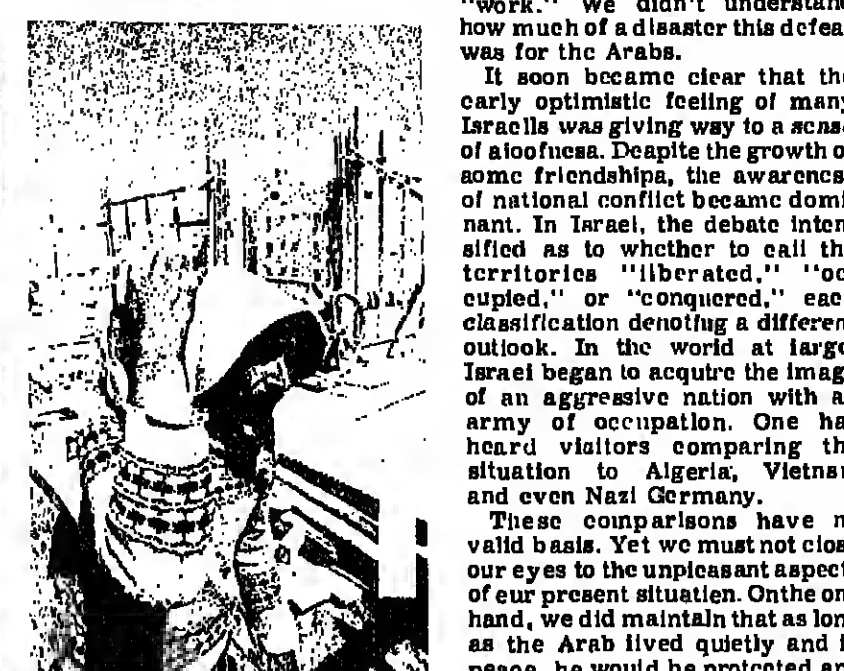 "work." We didn't understand
how much of a disaster this defea
was for the Arabs.
It soon became clear that the
early optimistic feeling of many
Israelis was giving way to a sens
of aloofness. Despite the growth o
some friendships, the awarenes
of national conflict became domi
nant. In Israel, the debate inten
sified as to whether to call th
territories "liberated," "oc
cupied," or "conquered," eac
classification denoting a differen
outlook. In the world at large
Israel began to acquire the imag
of an aggressive nation with a
army of occupation. One ha
heard visitors comparing th
situation to Algeria, Vietnam
and even Nazi Germany.
These comparisons have n
valid basis. Yet we must not clos
our eyes to the unpleasant aspect
of our present situation. On the on
hand, we did maintain that as lon
as the Arab lived quietly and i
peace, he would be protected an